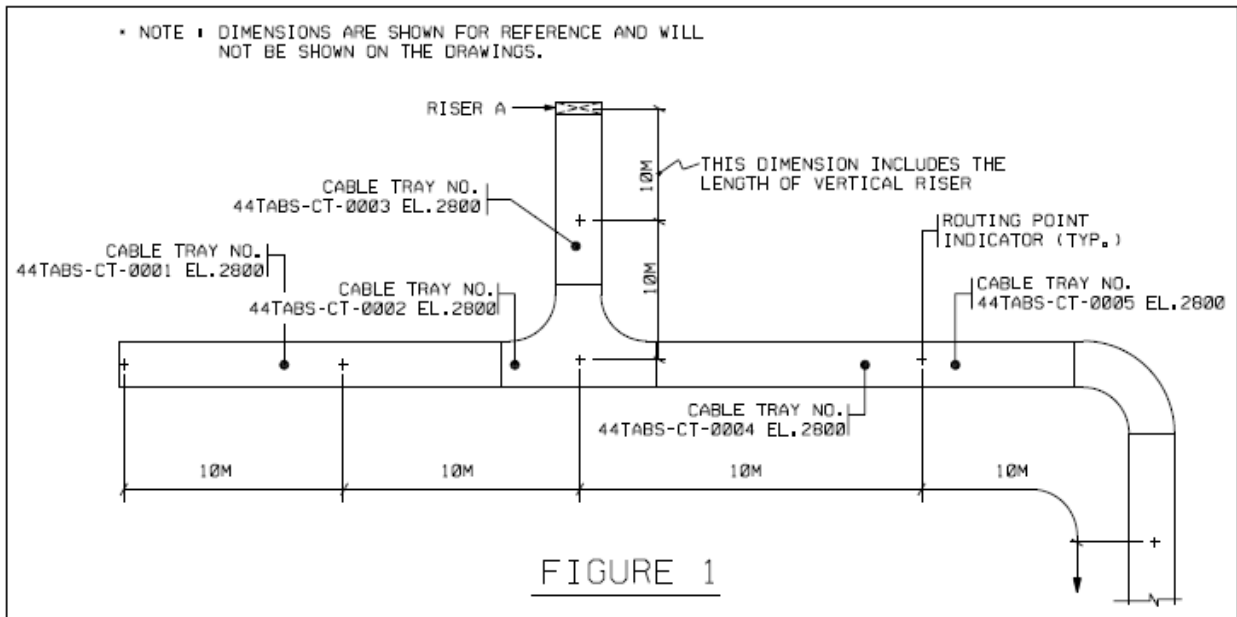 * NOTE : DIMENSIONS ARE SHOWN FOR REFERENCE AND WILL
NOT BE SHOWN ON THE DRAWINGS.
RISER A
10M
THIS DIMENSION INCLUDES THE
LENGTH OF VERTICAL RISER
CABLE TRAY NO.
44TABS-CT-0003 EL.2800
ROUTING POINT
INDICATOR (TYP.)
CABLE TRAY NO.
44TABS-CT-0001 EL.2800
10M
CABLE TRAY NO.
44TABS-CT-0002 EL.2800
CABLE TRAY NO.
44TABS-CT-0005 EL.2800
CABLE TRAY NO.
44TABS-CT-0004 EL.2800
10M
10M
10M
10M
FIGURE 1